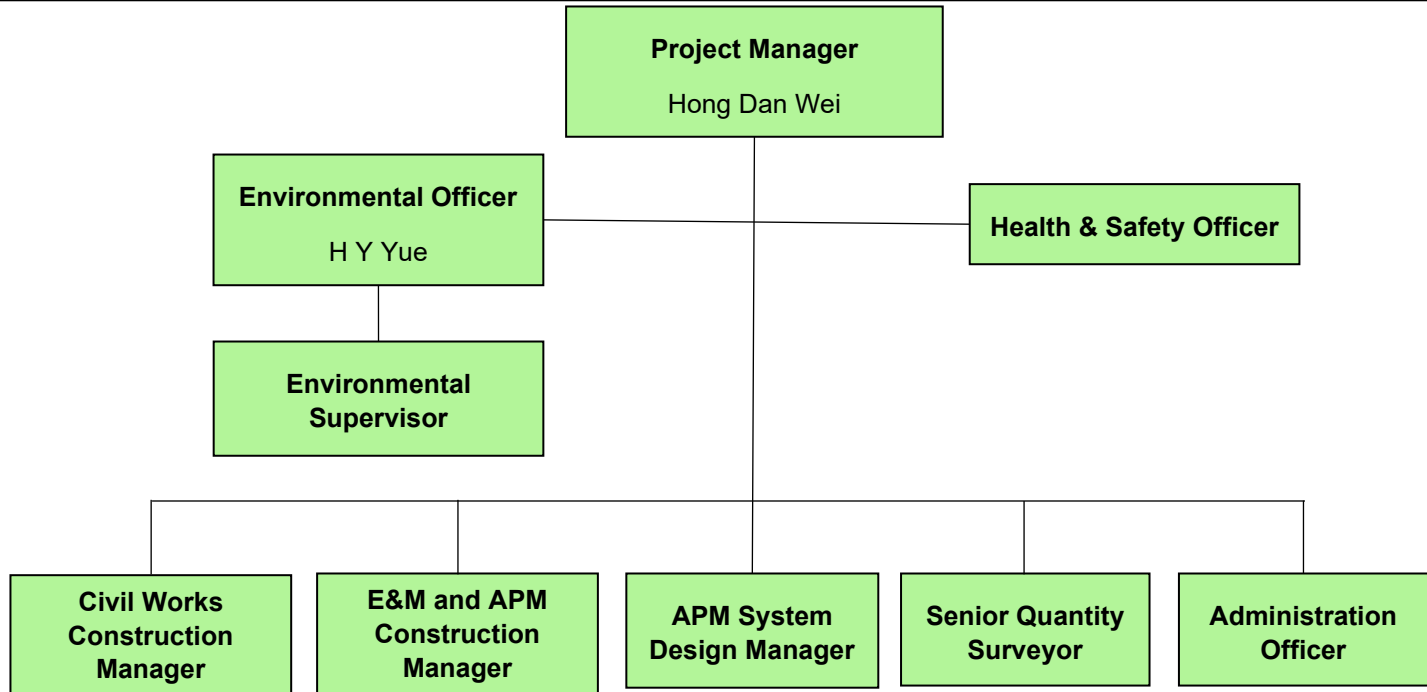 Project Manager
Hong Dan Wei
Environmental Officer
H Y Yue
Health & Safety Officer
Environmental
Supervisor
Civil Works
Construction
Manager
E&M and APM
Construction
Manager
APM System
Design Manager
Senior Quantity
Surveyor
Administration
Officer